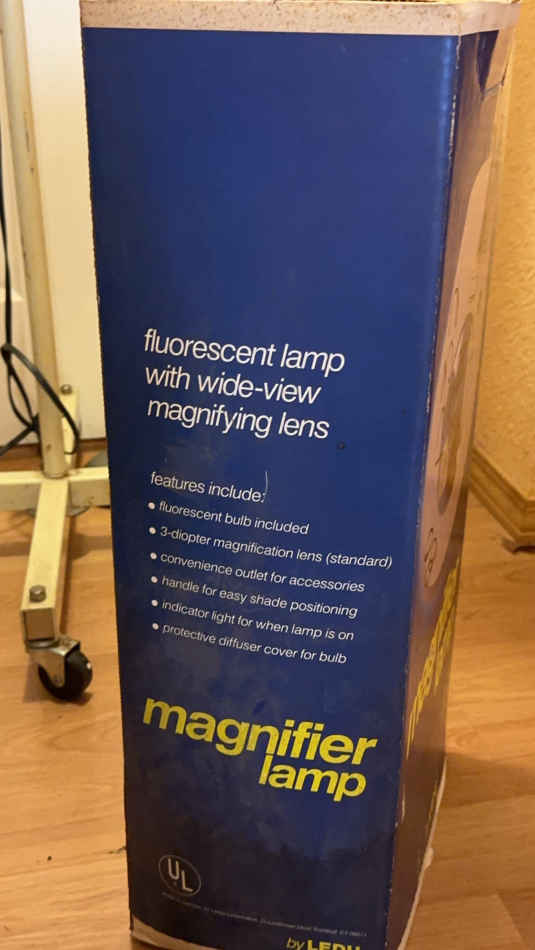 fluorescent lamp
with wide-view
magnifying lens
features include:
• fluorescent bulb included
• 3-diopter magnification lens (standard)
• convenience outlet for accessories
• handle for easy shade positioning
• indicator light for when lamp is on
• protective diffuser cover for bulb
magnifier
lamp
UL
by LEDU